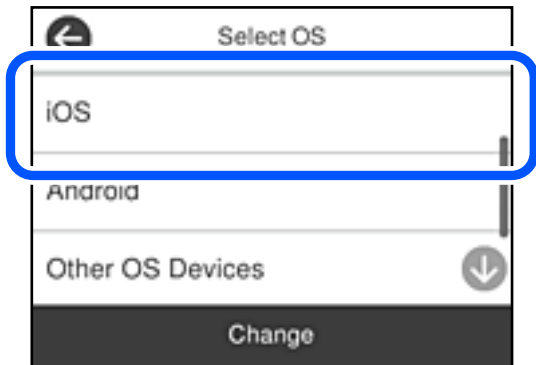 Select OS
iOS
Android
Other OS Devices
Change